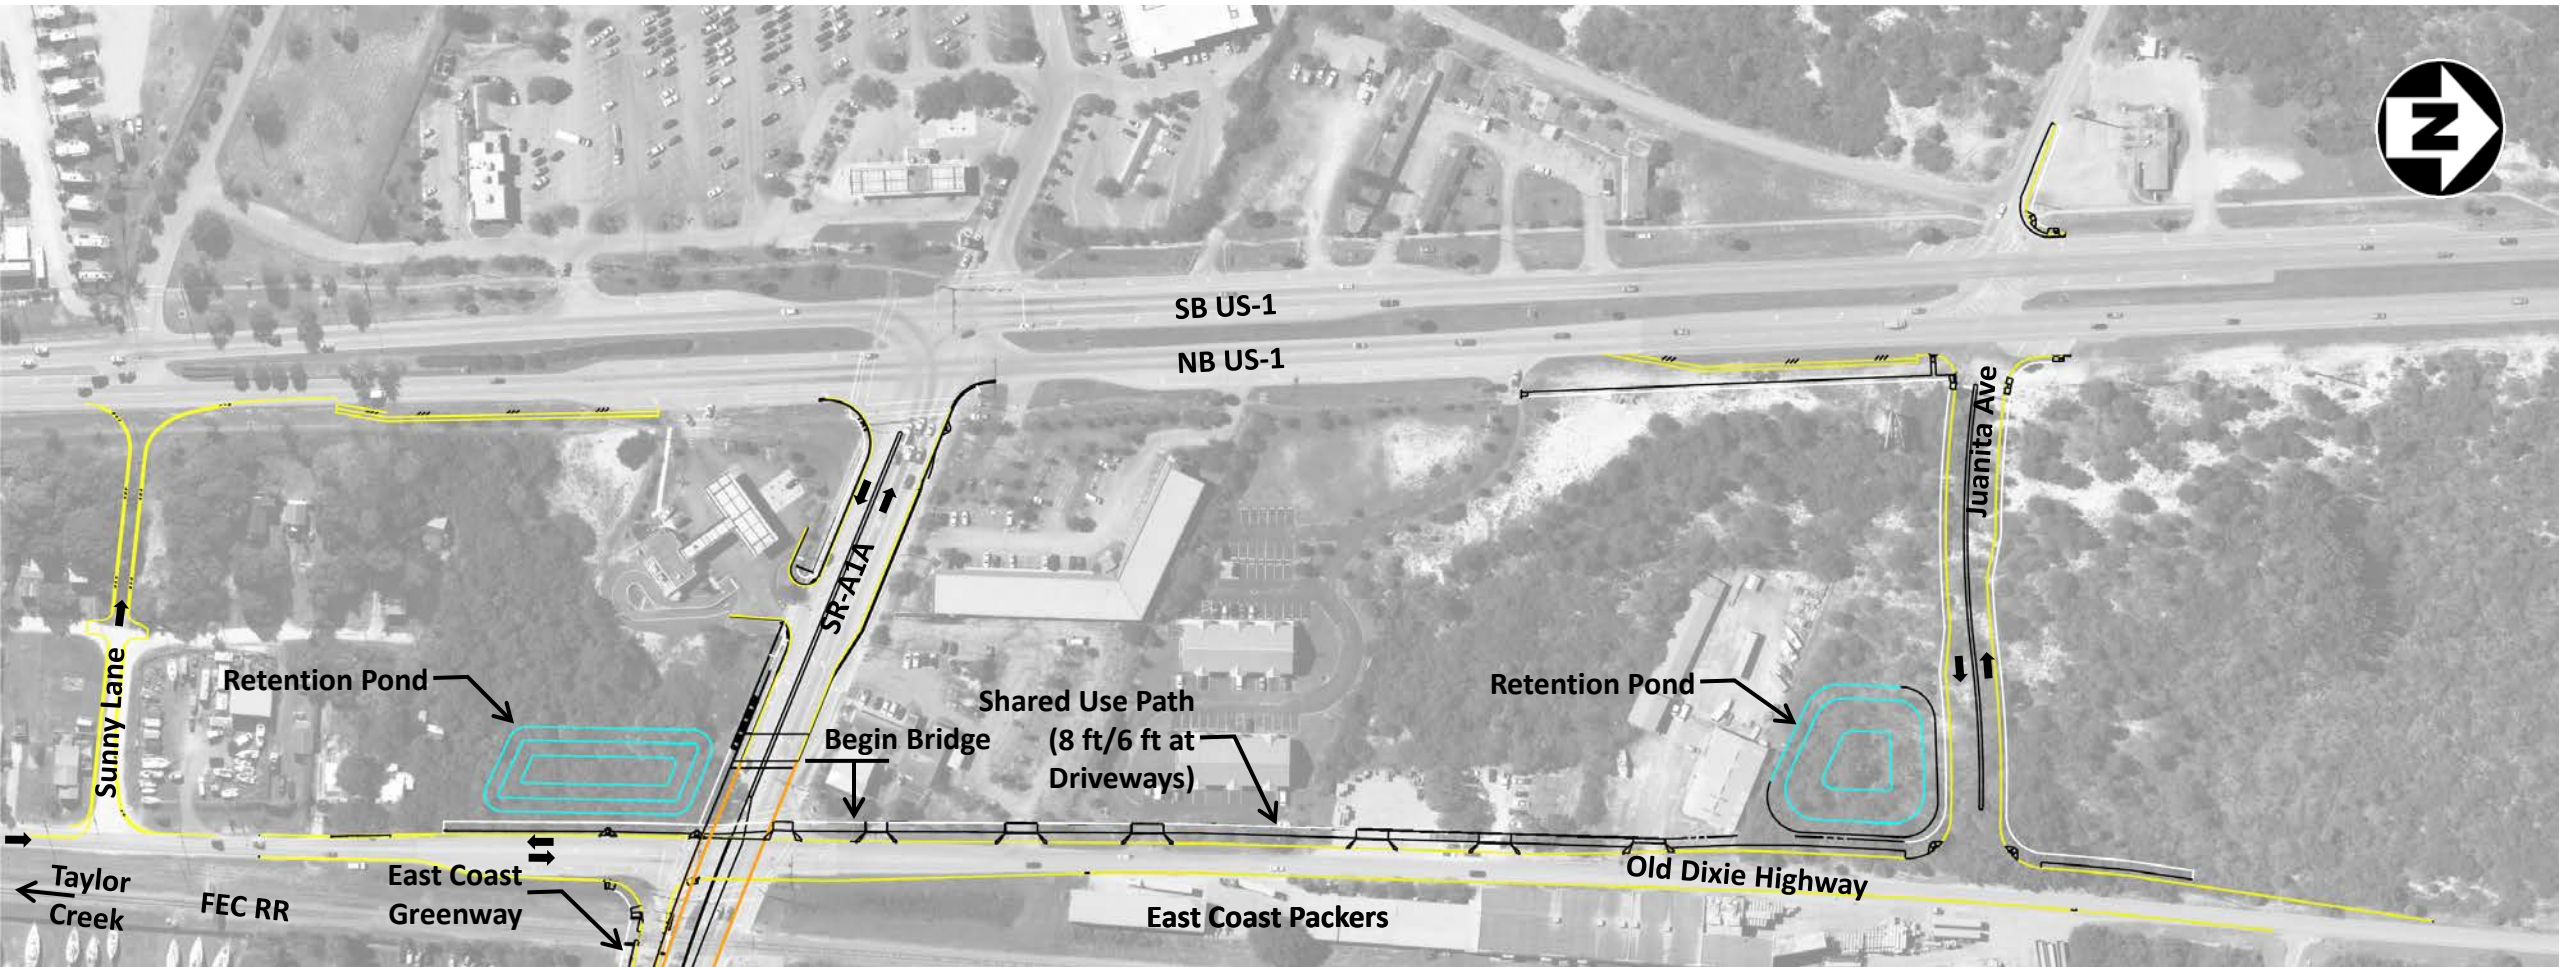 N
SB US-1
NB US-1
Juanita Ave
SR-A1A
Sunny Lane
Retention Pond
Begin Bridge
Shared Use Path
(8 ft/6 ft at
Driveways)
Retention Pond
Taylor
Creek
FEC RR
East Coast
Greenway
East Coast Packers
Old Dixie Highway